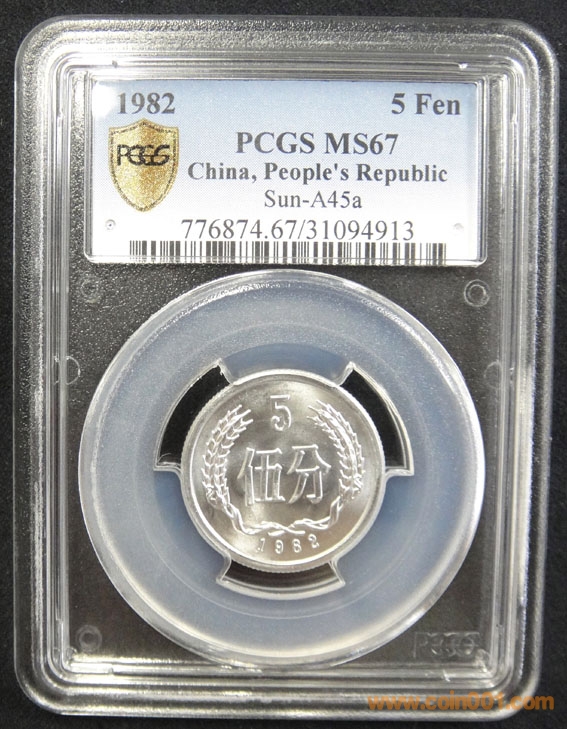 1982 5 Fen
PCGS
PCGS MS67
China, People's Republic
Sun-A45a
776874.67/31094913
5
伍分
1982
PCGS
www.coin001.com